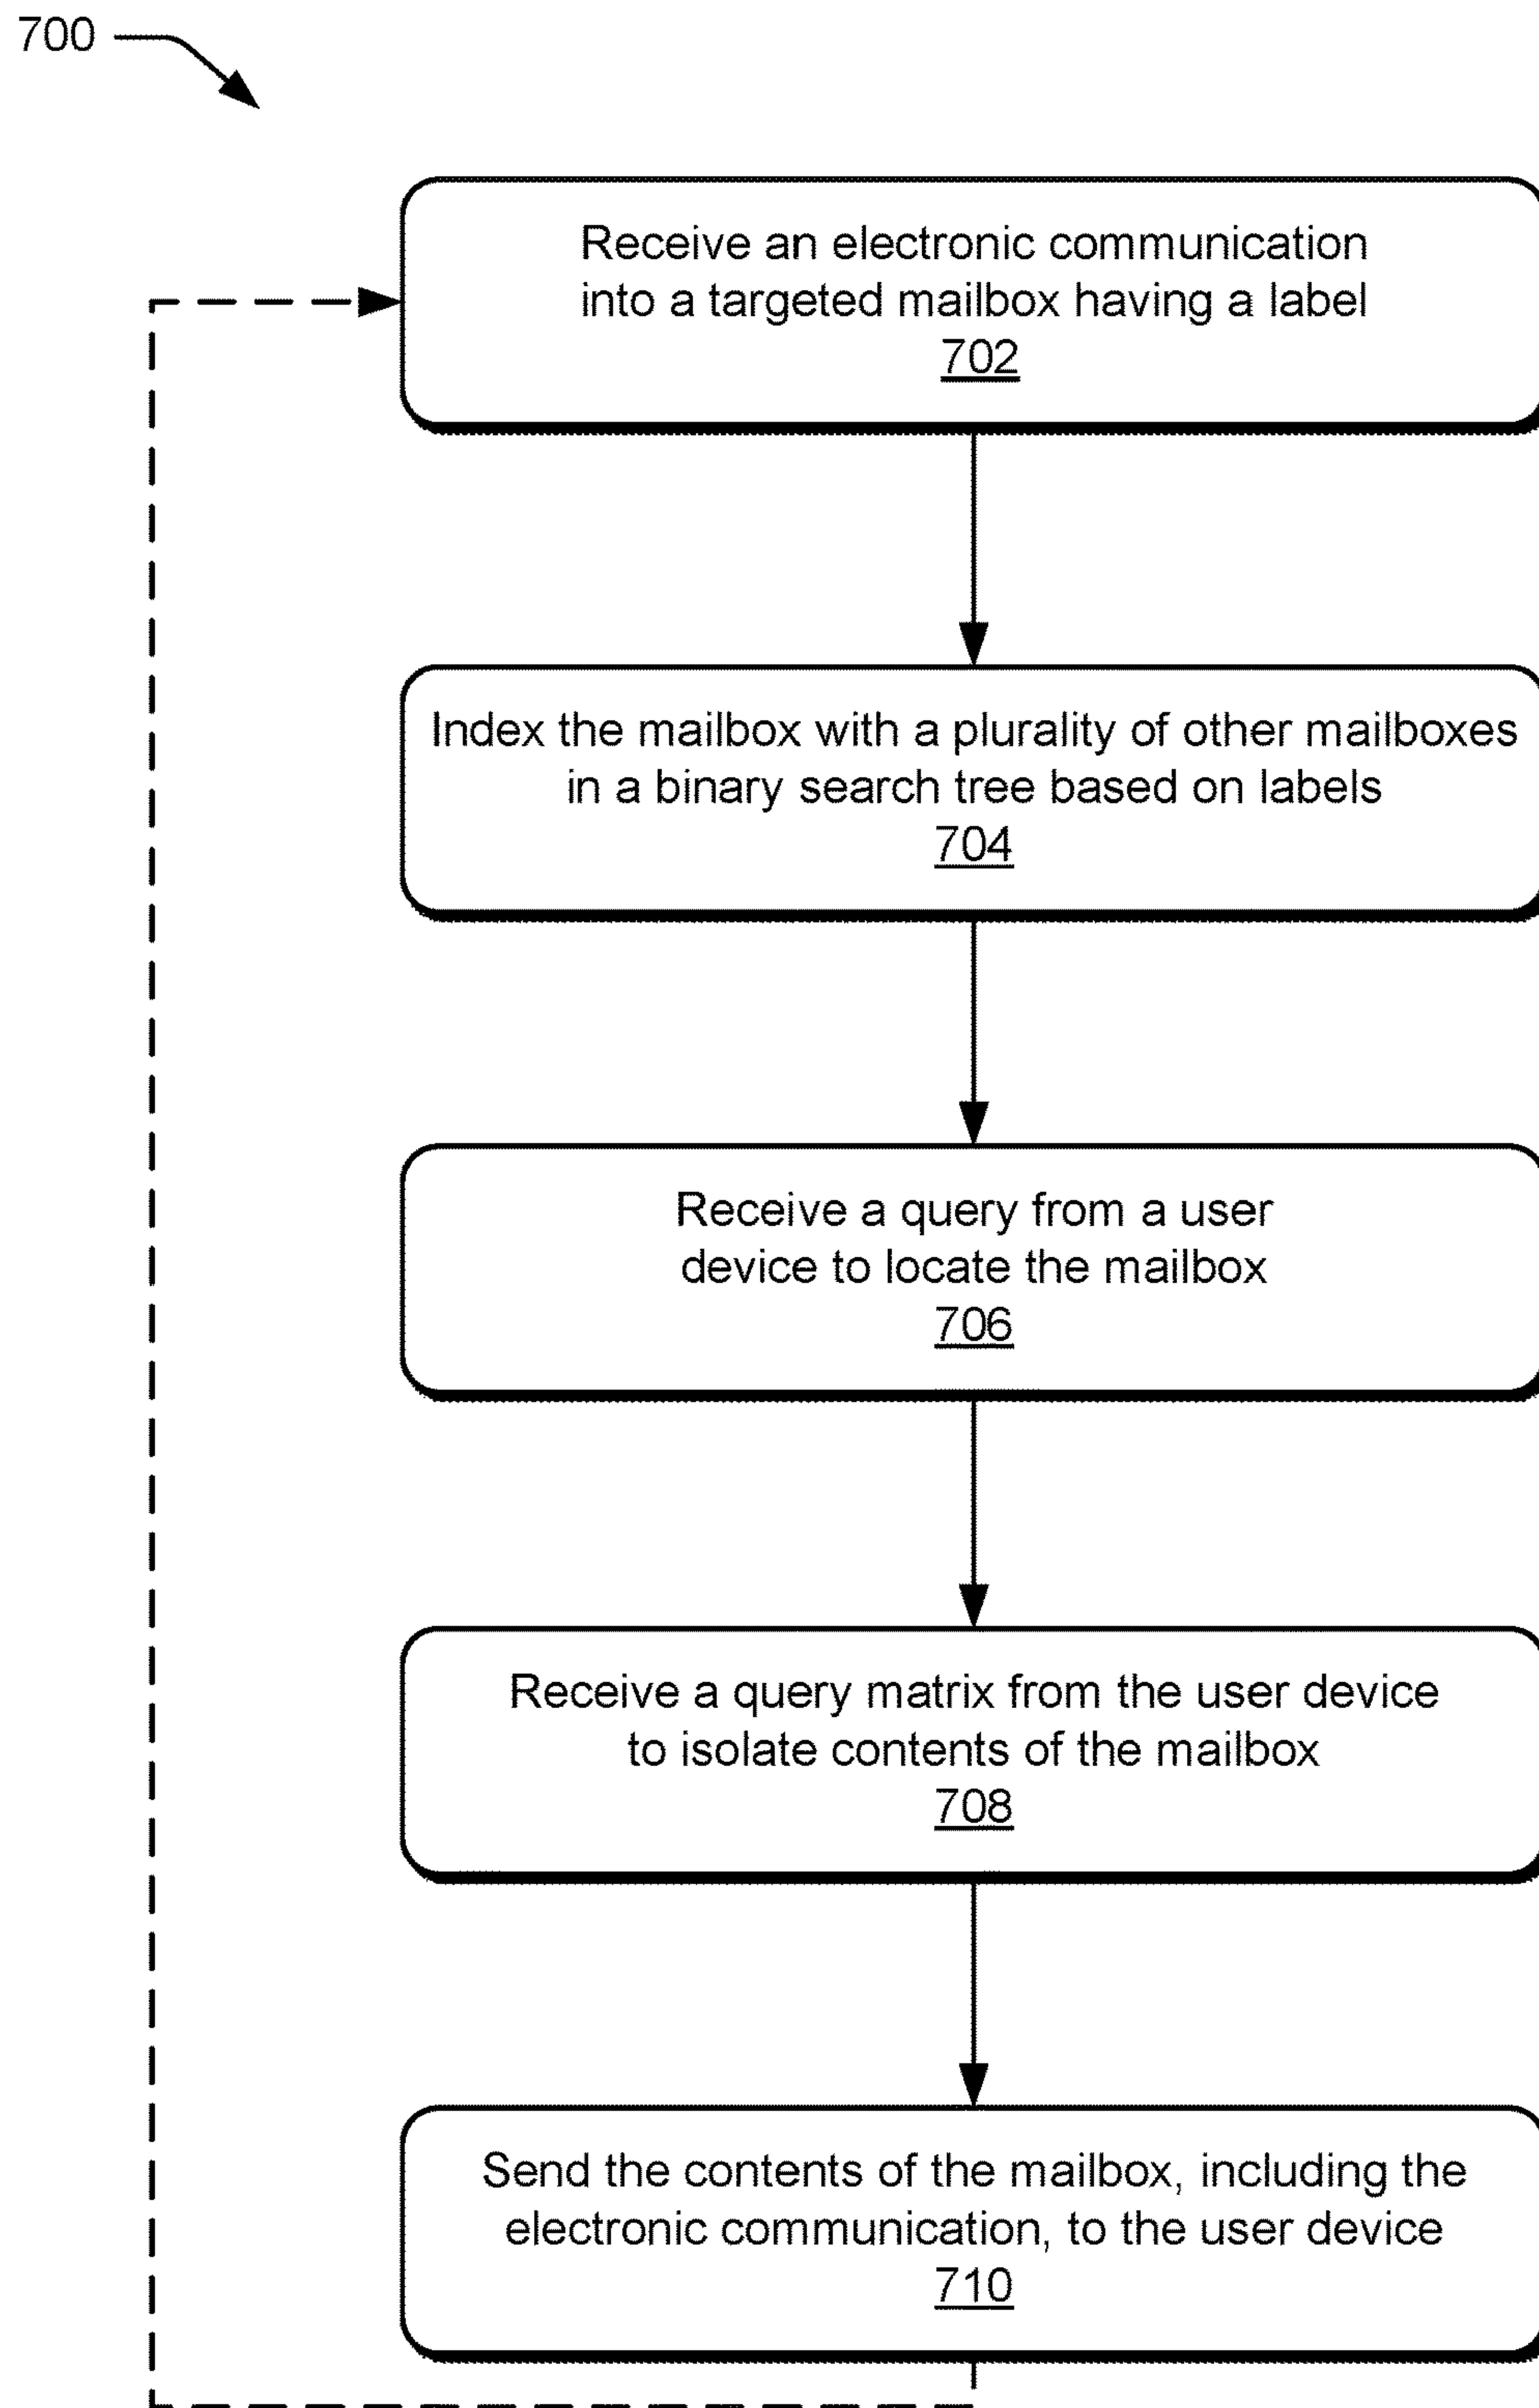 700
Receive an electronic communication
into a targeted mailbox having a label
702
Index the mailbox with a plurality of other mailboxes
in a binary search tree based on labels
704
Receive a query from a user
device to locate the mailbox
706
Receive a query matrix from the user device
to isolate contents of the mailbox
708
Send the contents of the mailbox, including the
electronic communication, to the user device
710